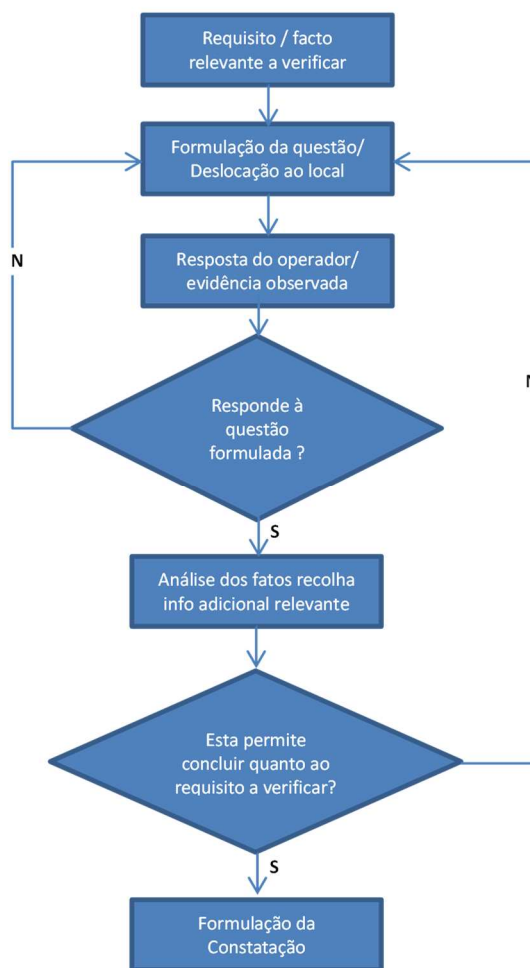 Requisito / facto
relevante a verificar
Formulação da questão/
Deslocação ao local
N
Resposta do operador/
evidência observada
Responde à
questão
formulada ?
S
Análise dos fatos recolha
info adicional relevante
Esta permite
concluir quanto ao
requisito a verificar?
S
Formulação da
Constatação